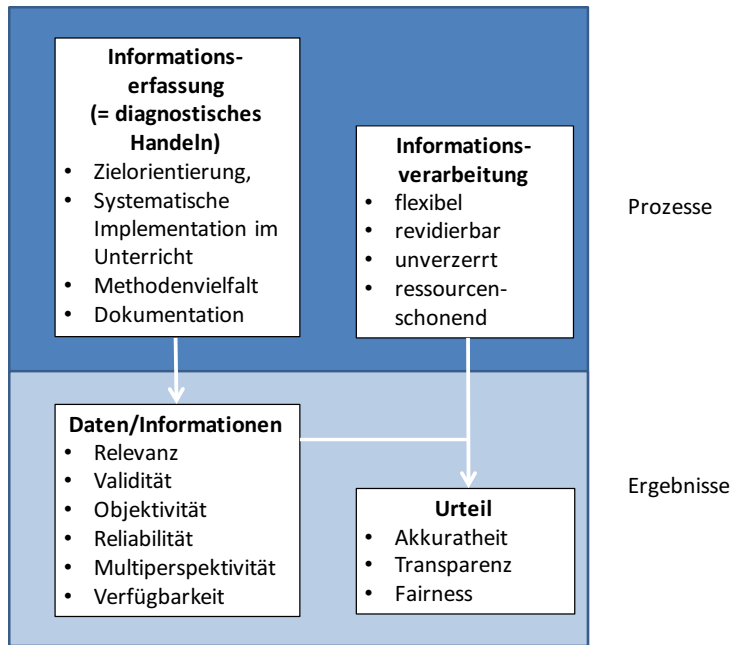 Informations-
erfassung
(= diagnostisches
Handeln)
• Zielorientierung,
• Systematische
Implementation im
Unterricht
• Methodenvielfalt
• Dokumentation
Informations-
verarbeitung
• flexibel
• revidierbar
• unverzerrt
• ressourcen-
schonend
Prozesse
Daten/Informationen
• Relevanz
• Validität
• Objektivität
• Reliabilität
• Multiperspektivität
• Verfügbarkeit
Urteil
• Akkuratheit
• Transparenz
• Fairness
Ergebnisse